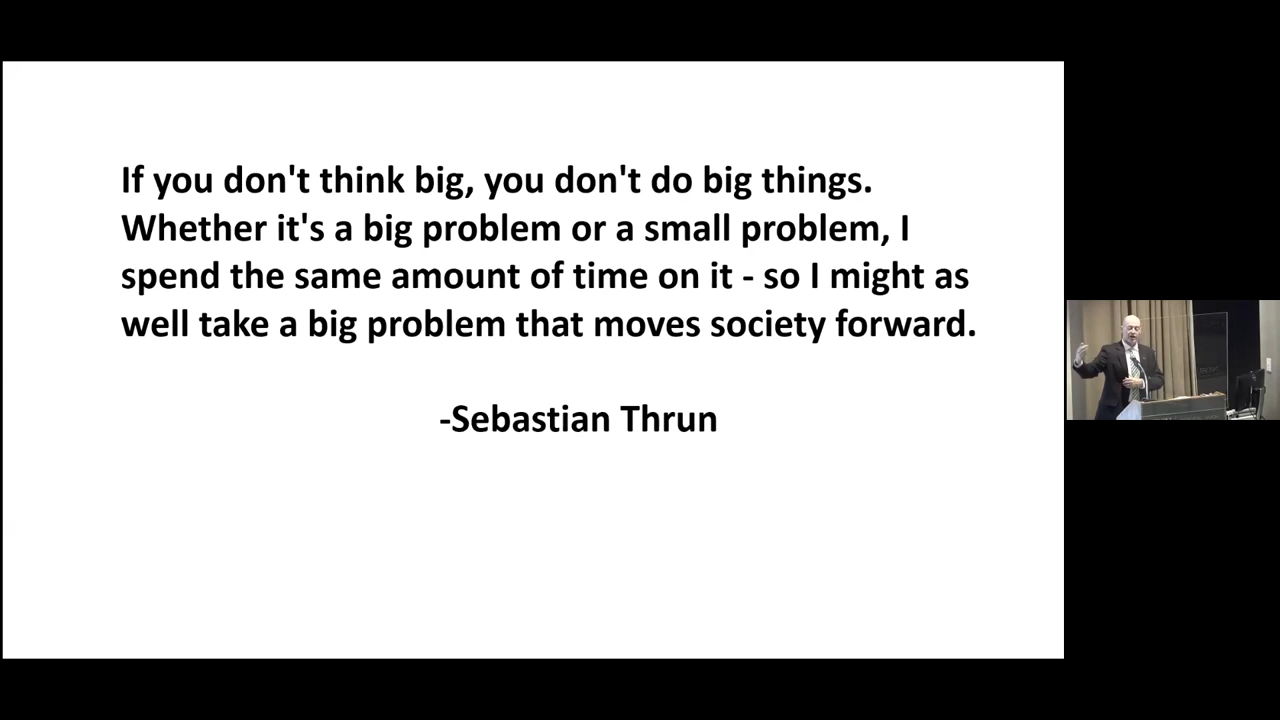 If you don't think big, you don't do big things.
Whether it's a big problem or a small problem, I
spend the same amount of time on it - so I might as
well take a big problem that moves society forward.
-Sebastian Thrun